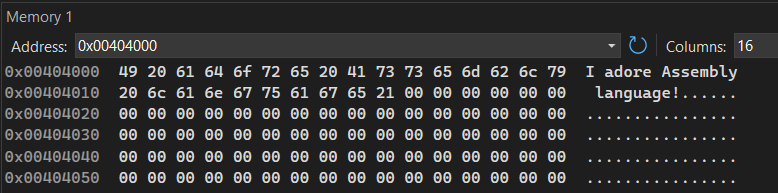 Memory 1
Address: 0x00404000 Columns: 16
0x00404000 49 20 61 64 6f 72 65 20 41 73 73 65 6d 62 6c 79 I adore Assembly
0x00404010 20 6c 61 6e 67 75 61 67 65 21 00 00 00 00 00 00 language!......
0x00404020 00 00 00 00 00 00 00 00 00 00 00 00 00 00 00 00 ................
0x00404030 00 00 00 00 00 00 00 00 00 00 00 00 00 00 00 00 ................
0x00404040 00 00 00 00 00 00 00 00 00 00 00 00 00 00 00 00 ................
0x00404050 00 00 00 00 00 00 00 00 00 00 00 00 00 00 00 00 ................